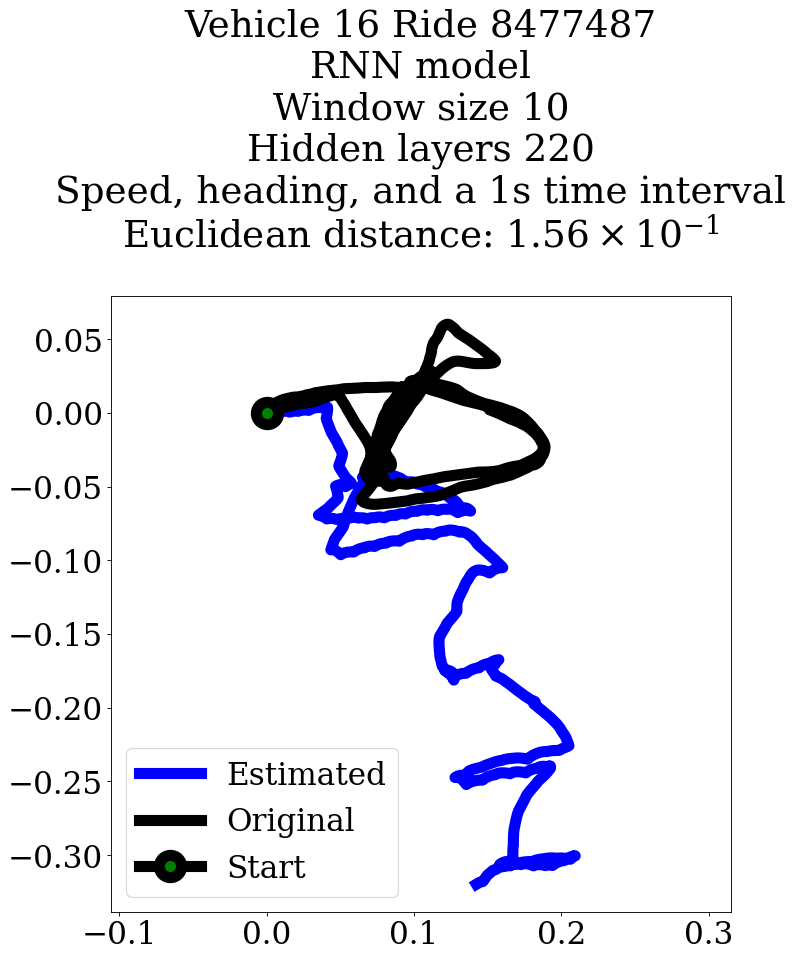 Vehicle 16 Ride 8477487
RNN model
Window size 10
Hidden layers 220
Speed, heading, and a 1s time interval
Euclidean distance: 1.56 × 10⁻¹
0.05
0.00
−0.05
−0.10
−0.15
−0.20
−0.25
−0.30
Estimated
Original
Start
−0.1
0.0
0.1
0.2
0.3